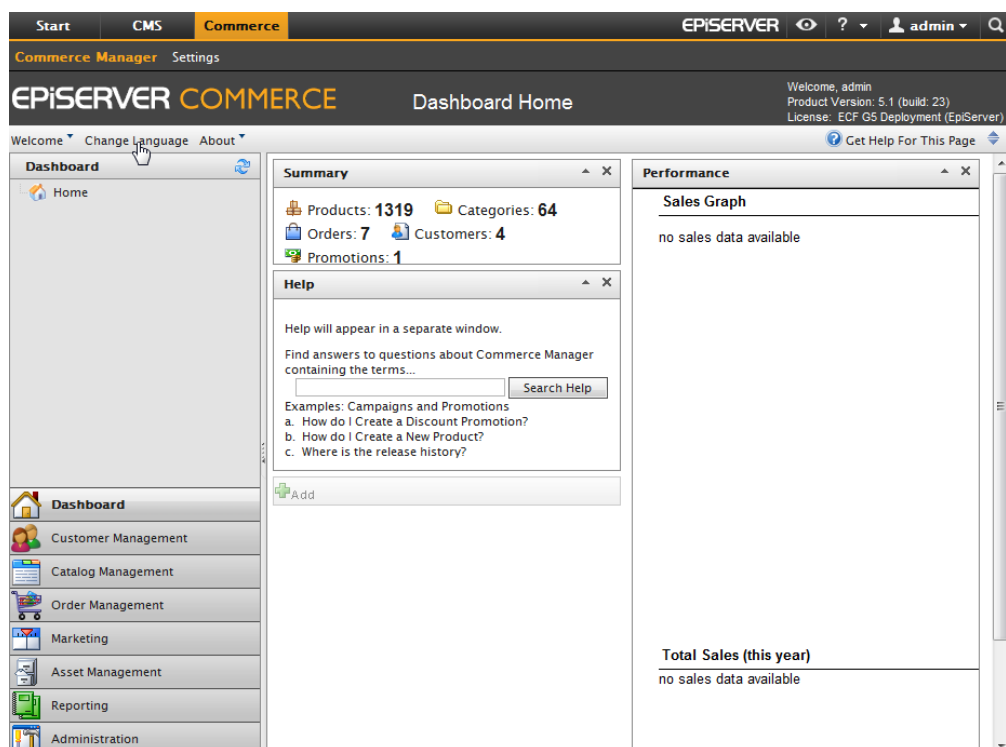 Start CMS Commerce EPiSERVER ? admin
Commerce Manager Settings
EPiSERVER COMMERCE Dashboard Home
Welcome, admin
Product Version: 5.1 (build: 23)
License: ECF G5 Deployment (EpiServer)
Welcome Change Language About Get Help For This Page
Dashboard
Home
Summary
Products: 1319 Categories: 64
Orders: 7 Customers: 4
Promotions: 1
Help
Help will appear in a separate window.
Find answers to questions about Commerce Manager
containing the terms...
Search Help
Examples: Campaigns and Promotions
a. How do I Create a Discount Promotion?
b. How do I Create a New Product?
c. Where is the release history?
Add
Performance
Sales Graph
no sales data available
Total Sales (this year)
no sales data available
Dashboard
Customer Management
Catalog Management
Order Management
Marketing
Asset Management
Reporting
Administration